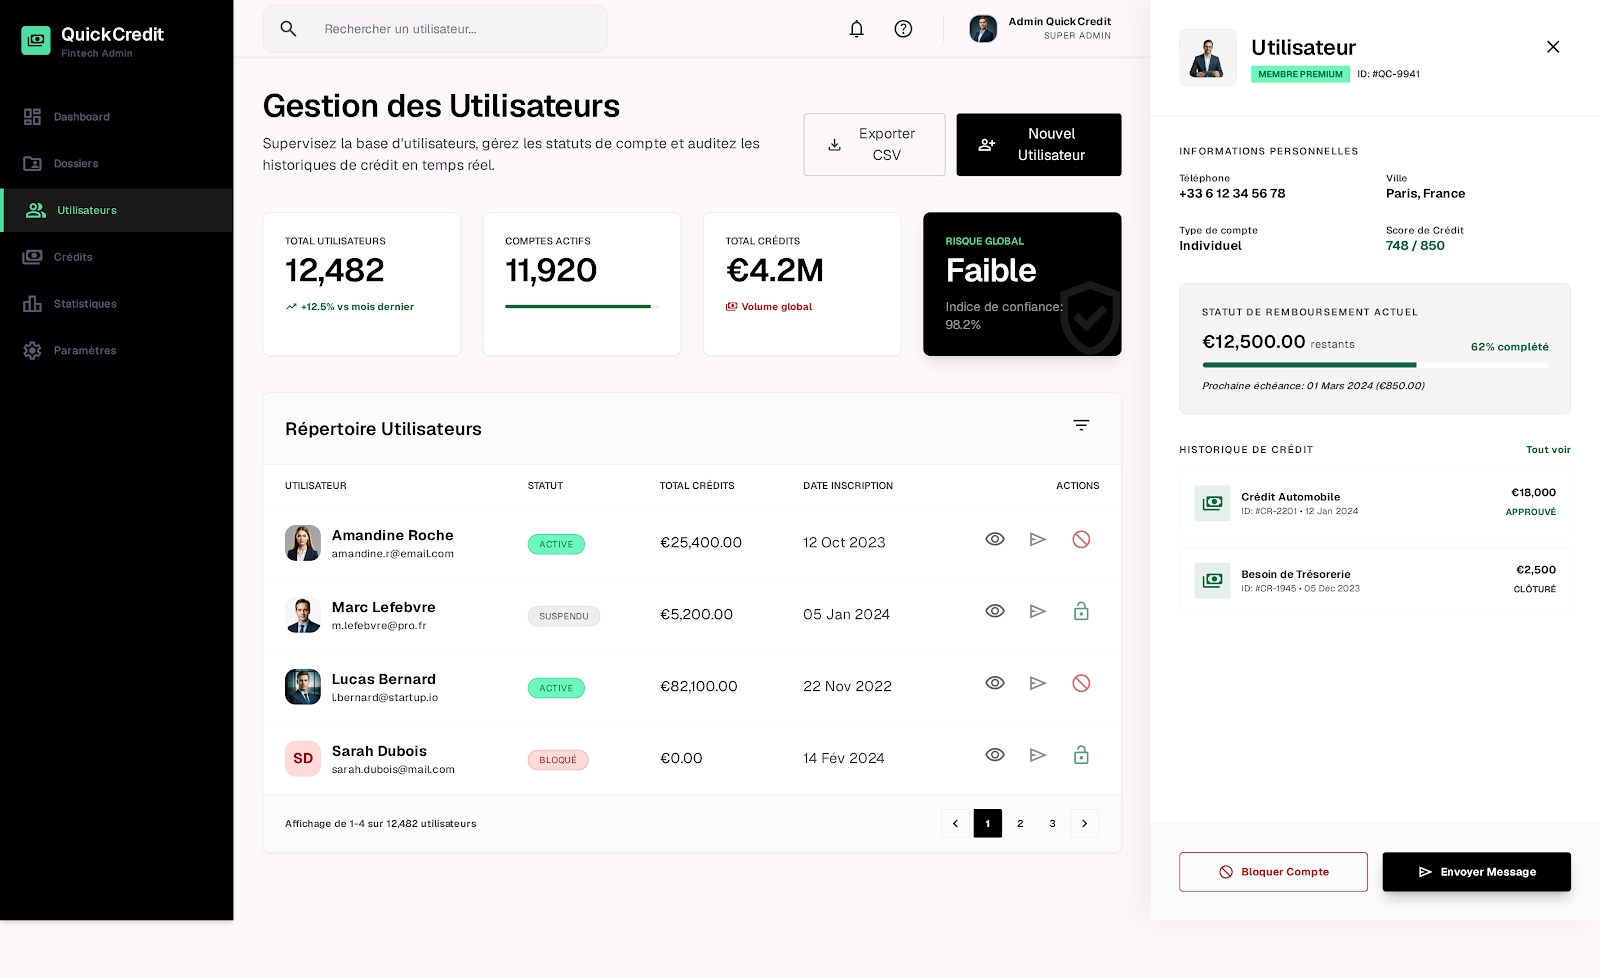 QuickCredit
Fintech Admin
Dashboard
Dossiers
Utilisateurs
Crédits
Statistiques
Paramètres
Rechercher un utilisateur...
Admin QuickCredit
SUPER ADMIN
Gestion des Utilisateurs
Supervisez la base d'utilisateurs, gérez les statuts de compte et auditez les
historiques de crédit en temps réel.
Exporter
CSV
Nouvel
Utilisateur
TOTAL UTILISATEURS
12,482
+12.5% vs mois dernier
COMPTES ACTIFS
11,920
TOTAL CRÉDITS
€4.2M
Volume global
RISQUE GLOBAL
Faible
Indice de confiance:
98.2%
Répertoire Utilisateurs
UTILISATEUR STATUT TOTAL CRÉDITS DATE INSCRIPTION ACTIONS
Amandine Roche
amandine.r@email.com
ACTIVE
€25,400.00
12 Oct 2023
Marc Lefebvre
m.lefebvre@pro.fr
SUSPENDU
€5,200.00
05 Jan 2024
Lucas Bernard
l.bernard@startup.io
ACTIVE
€82,100.00
22 Nov 2022
SD
Sarah Dubois
sarah.dubois@mail.com
BLOQUÉ
€0.00
14 Fév 2024
Affichage de 1-4 sur 12,482 utilisateurs
1 2 3
Utilisateur
MEMBRE PREMIUM ID: #QC-9941
INFORMATIONS PERSONNELLES
Téléphone
+33 6 12 34 56 78
Ville
Paris, France
Type de compte
Individuel
Score de Crédit
748 / 850
STATUT DE REMBOURSEMENT ACTUEL
€12,500.00 restants
62% complété
Prochaine échéance: 01 Mars 2024 (€850.00)
HISTORIQUE DE CRÉDIT
Tout voir
Crédit Automobile
ID: #CR-2201 • 12 Jan 2024
€18,000
APPROUVÉ
Besoin de Trésorerie
ID: #CR-1945 • 05 Déc 2023
€2,500
CLÔTURÉ
Bloquer Compte
Envoyer Message